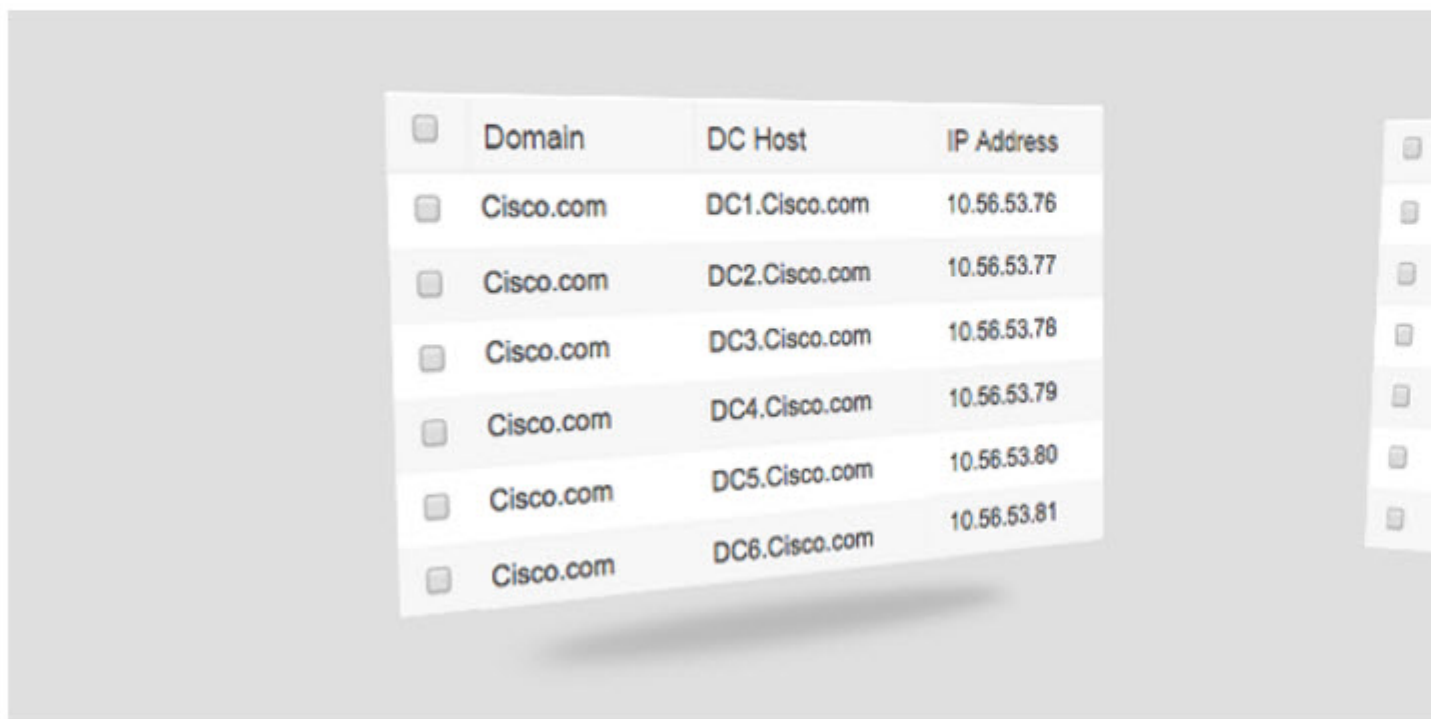 Domain DC Host IP Address
Cisco.com DC1.Cisco.com 10.56.53.76
Cisco.com DC2.Cisco.com 10.56.53.77
Cisco.com DC3.Cisco.com 10.56.53.78
Cisco.com DC4.Cisco.com 10.56.53.79
Cisco.com DC5.Cisco.com 10.56.53.80
Cisco.com DC6.Cisco.com 10.56.53.81